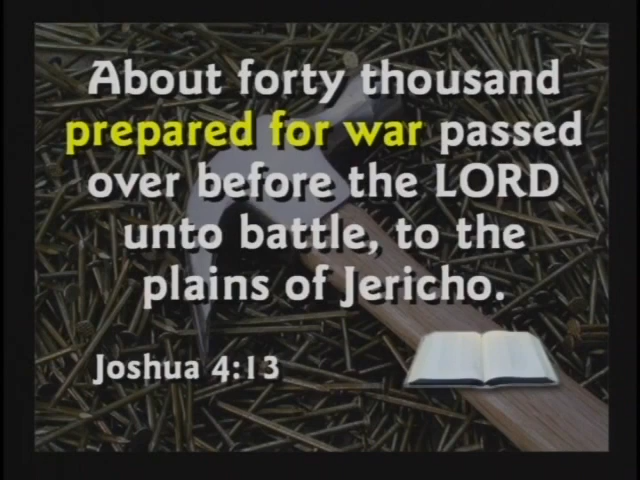 About forty thousand
prepared for war passed
over before the LORD
unto battle, to the
plains of Jericho.
Joshua 4:13